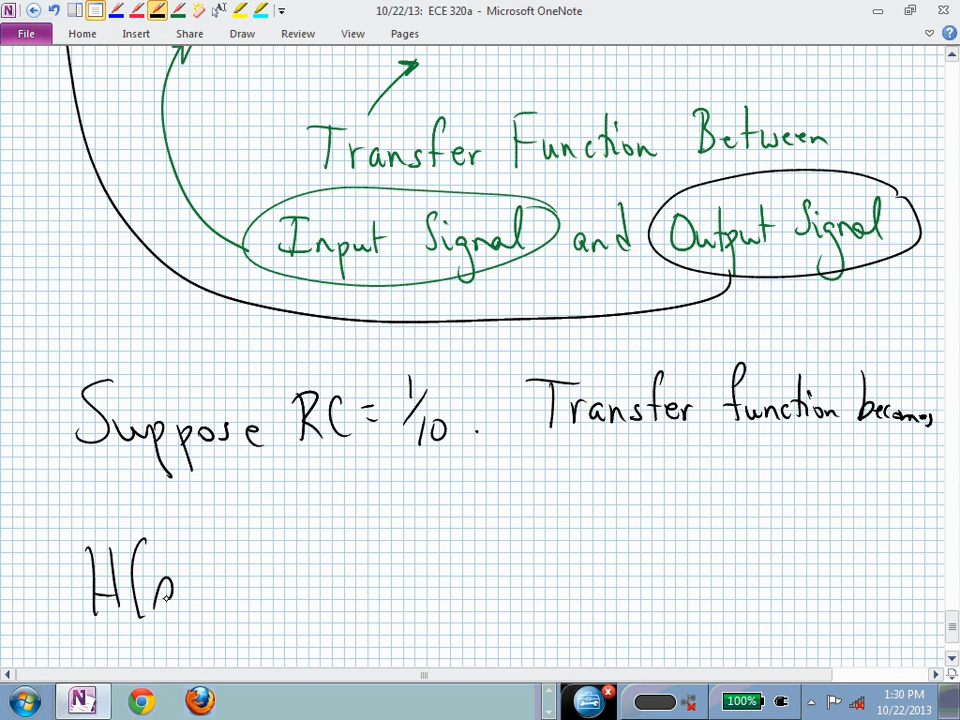 10/22/13: ECE 320a - Microsoft OneNote
File Home Insert Share Draw Review View Pages
Transfer Function Between
Input Signal and Output Signal
Suppose RC = 1/10. Transfer function becomes
H(s
100%
1:30 PM
10/22/2013